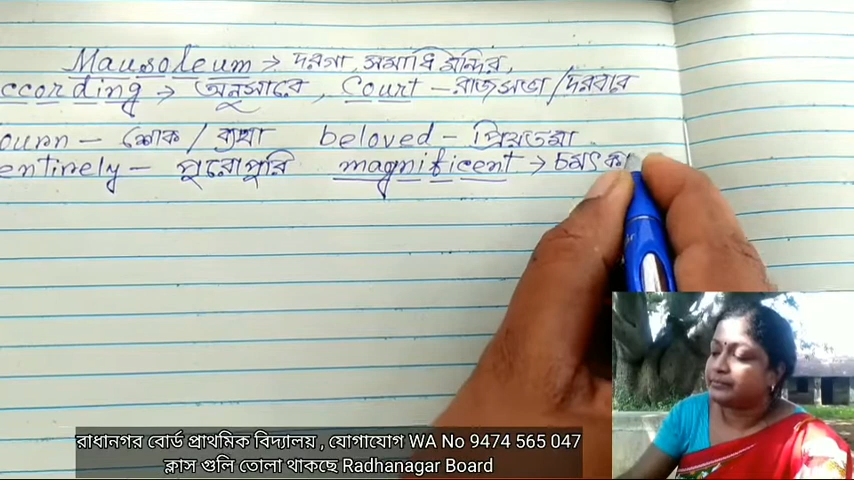 Mausoleum → দরগা, সমাধি মন্দির,
ccording → অনুসারে, Court - রাজসভা / দরবারে
ourn - শোক / ব্যথা beloved - প্রিয়তমা
entirely - পুরোপুরি magnificent → চমৎকা
রাধানগর বোর্ড প্রাথমিক বিদ্যালয় , যোগাযোগ WA No 9474 565 047
ক্লাস গুলি তোলা থাকছে Radhanagar Board